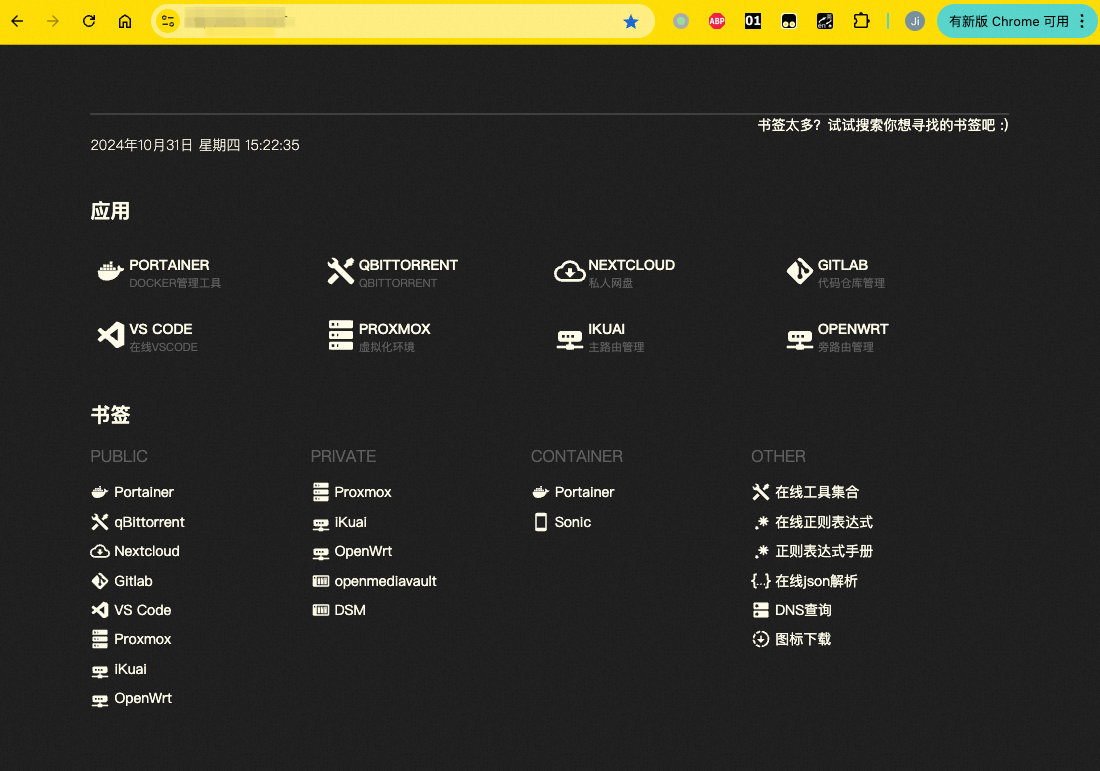 ABP
01
en
Ji
有新版 Chrome 可用
书签太多？试试搜索你想寻找的书签吧 :)
2024年10月31日 星期四 15:22:35
应用
PORTAINER
DOCKER管理工具
QBITTORRENT
QBITTORRENT
NEXTCLOUD
私人网盘
GITLAB
代码仓库管理
VS CODE
在线VSCODE
PROXMOX
虚拟化环境
IKUAI
主路由管理
OPENWRT
旁路由管理
书签
PUBLIC
Portainer
qBittorrent
Nextcloud
Gitlab
VS Code
Proxmox
iKuai
OpenWrt
PRIVATE
Proxmox
iKuai
OpenWrt
openmediavault
DSM
CONTAINER
Portainer
Sonic
OTHER
在线工具集合
在线正则表达式
正则表达式手册
在线json解析
DNS查询
图标下载